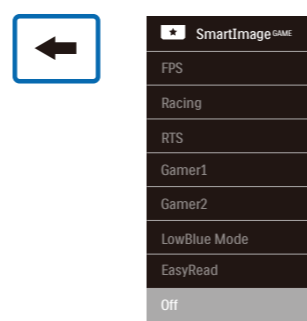 SmartImage GAME
FPS
Racing
RTS
Gamer1
Gamer2
LowBlue Mode
EasyRead
Off